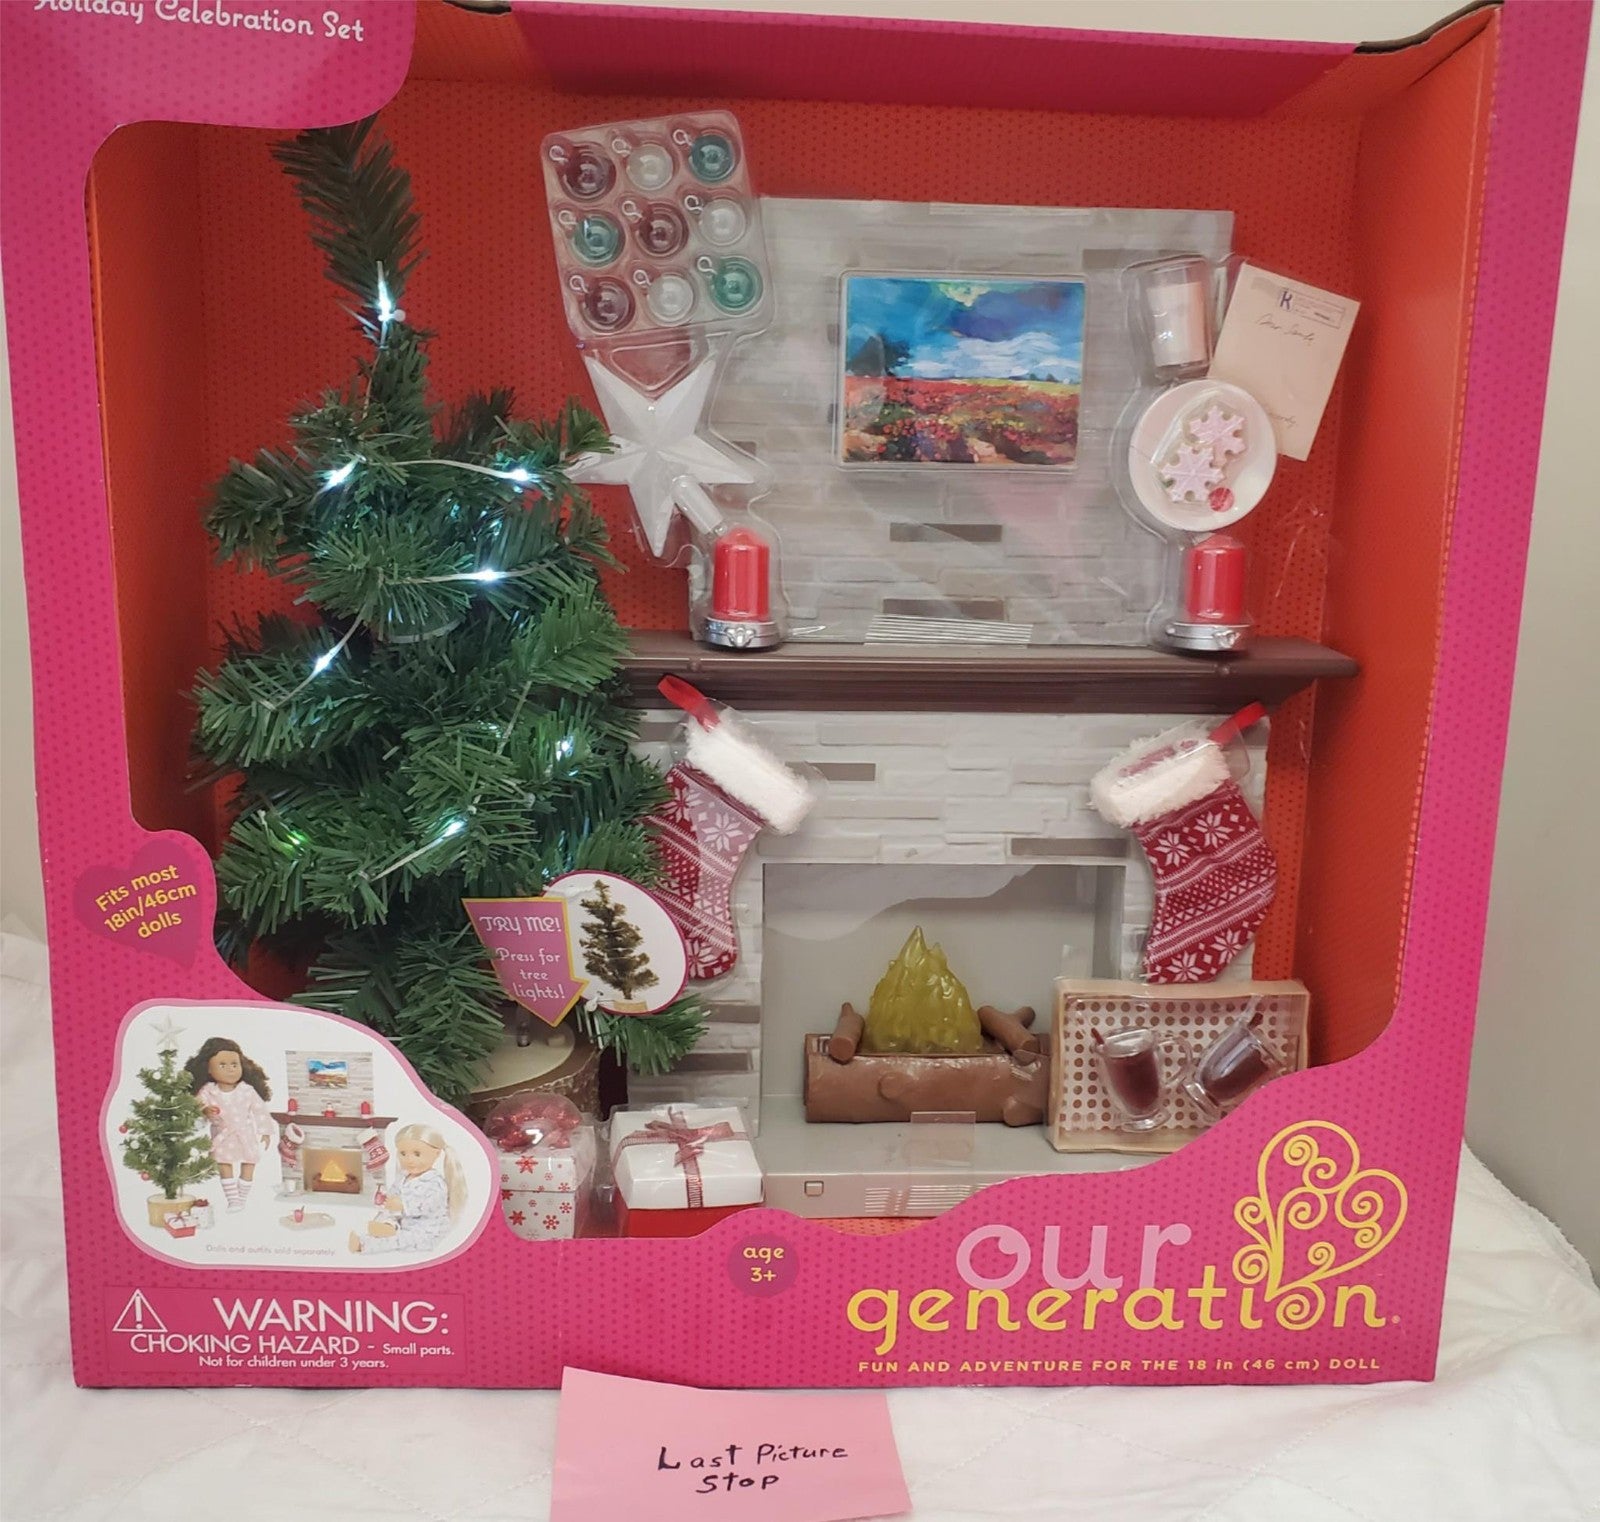 Holiday Celebration Set
Dear Santa
Fits most
18in/46cm
dolls
TRY ME!
Press for
tree
lights!
Dolls and outfits sold separately.
age
3+
WARNING:
CHOKING HAZARD - Small parts.
Not for children under 3 years.
our
generation®
FUN AND ADVENTURE FOR THE 18 in (46 cm) DOLL
Last Picture
Stop